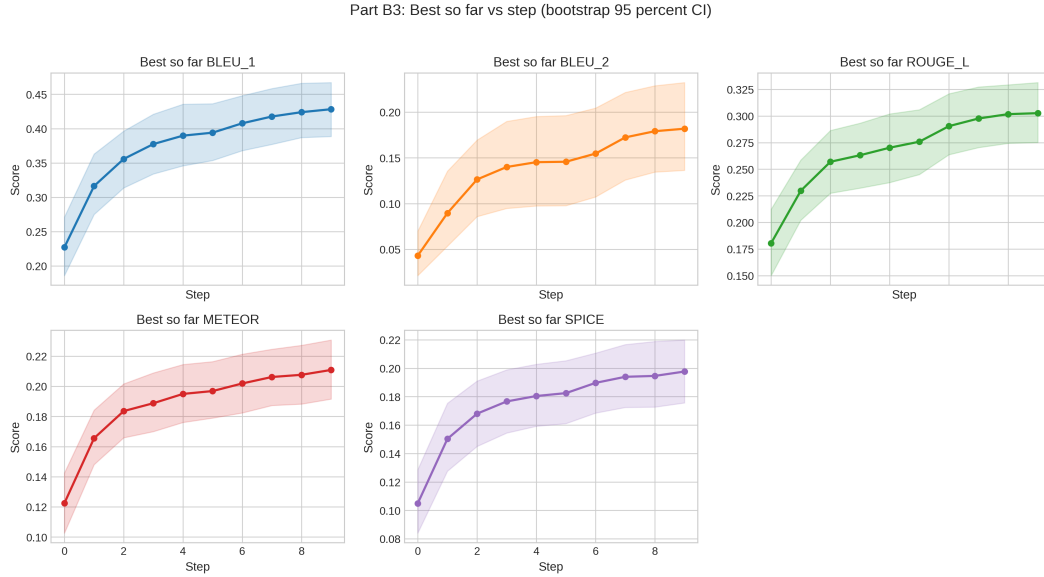 Part B3: Best so far vs step (bootstrap 95 percent CI)
Best so far BLEU_1
Best so far BLEU_2
Best so far ROUGE_L
0.45
0.40
0.35
0.30
0.25
0.20
Score
Step
0.20
0.15
0.10
0.05
Score
Step
0.325
0.300
0.275
0.250
0.225
0.200
0.175
0.150
Score
Step
Best so far METEOR
Best so far SPICE
0.22
0.20
0.18
0.16
0.14
0.12
0.10
Score
0 2 4 6 8
Step
0.22
0.20
0.18
0.16
0.14
0.12
0.10
0.08
Score
0 2 4 6 8
Step